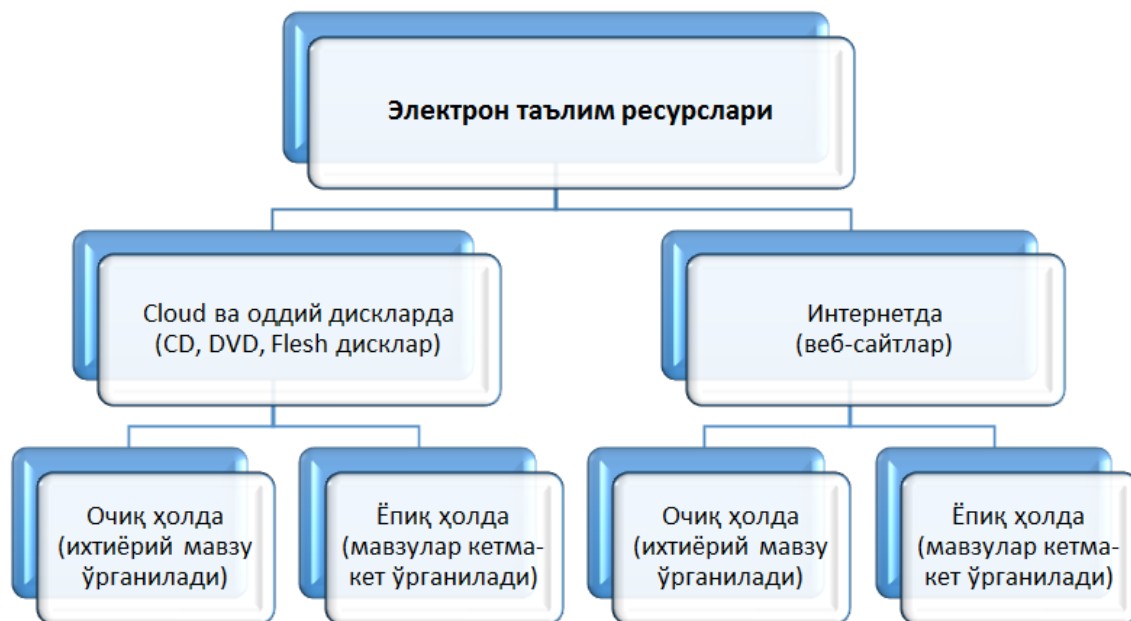 Электрон таълим ресурслари
Cloud ва оддий дискларда
(CD, DVD, Flesh дисклар)
Интернетда
(веб-сайтлар)
Очиқ ҳолда
(ихтиёрий мавзу
ўрганилади)
Ёпиқ ҳолда
(мавзулар кетма-
кет ўрганилади)
Очиқ ҳолда
(ихтиёрий мавзу
ўрганилади)
Ёпиқ ҳолда
(мавзулар кетма-
кет ўрганилади)